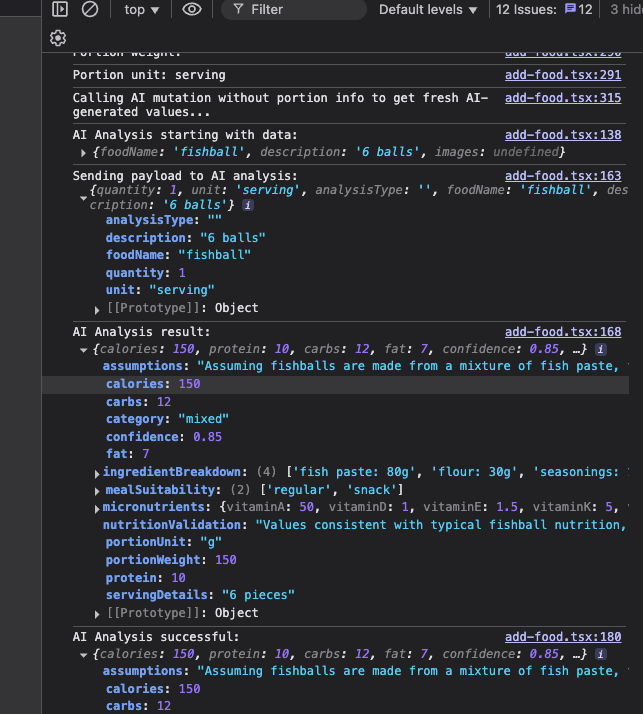 top ▼ Filter Default levels ▼ 12 Issues: 12 3 hid
Portion weight: add-food.tsx:290
Portion unit: serving add-food.tsx:291
Calling AI mutation without portion info to get fresh AI- add-food.tsx:315
generated values...
AI Analysis starting with data: add-food.tsx:138
▶ {foodName: 'fishball', description: '6 balls', images: undefined}
Sending payload to AI analysis: add-food.tsx:163
{quantity: 1, unit: 'serving', analysisType: '', foodName: 'fishball', des
▼ cription: '6 balls'} i
analysisType: ""
description: "6 balls"
foodName: "fishball"
quantity: 1
unit: "serving"
▶ [[Prototype]]: Object
AI Analysis result: add-food.tsx:168
▼ {calories: 150, protein: 10, carbs: 12, fat: 7, confidence: 0.85, …} i
assumptions: "Assuming fishballs are made from a mixture of fish paste,
calories: 150
carbs: 12
category: "mixed"
confidence: 0.85
fat: 7
▶ ingredientBreakdown: (4) ['fish paste: 80g', 'flour: 30g', 'seasonings:
▶ mealSuitability: (2) ['regular', 'snack']
▶ micronutrients: {vitaminA: 50, vitaminD: 1, vitaminE: 1.5, vitaminK: 5,
nutritionValidation: "Values consistent with typical fishball nutrition,
portionUnit: "g"
portionWeight: 150
protein: 10
servingDetails: "6 pieces"
▶ [[Prototype]]: Object
AI Analysis successful: add-food.tsx:180
▼ {calories: 150, protein: 10, carbs: 12, fat: 7, confidence: 0.85, …} i
assumptions: "Assuming fishballs are made from a mixture of fish paste,
calories: 150
carbs: 12